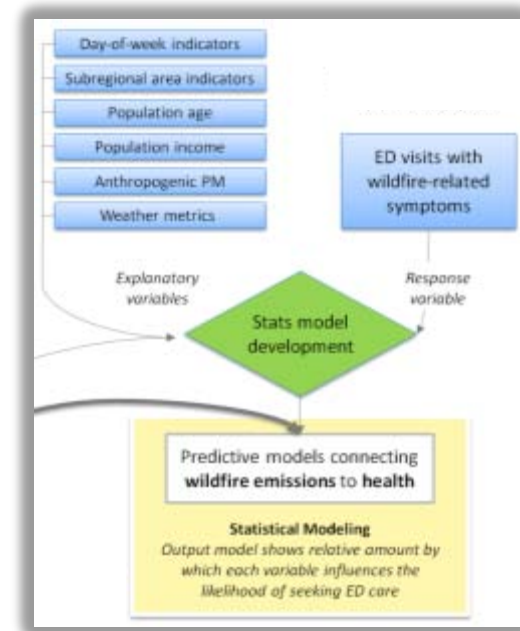 Day-of-week indicators
Subregional area indicators
Population age
Population income
Anthropogenic PM
Weather metrics
ED visits with
wildfire-related
symptoms
Explanatory
variables
Response
variable
Stats model
development
Predictive models connecting
wildfire emissions to health
Statistical Modeling
Output model shows relative amount by
which each variable influences the
likelihood of seeking ED care